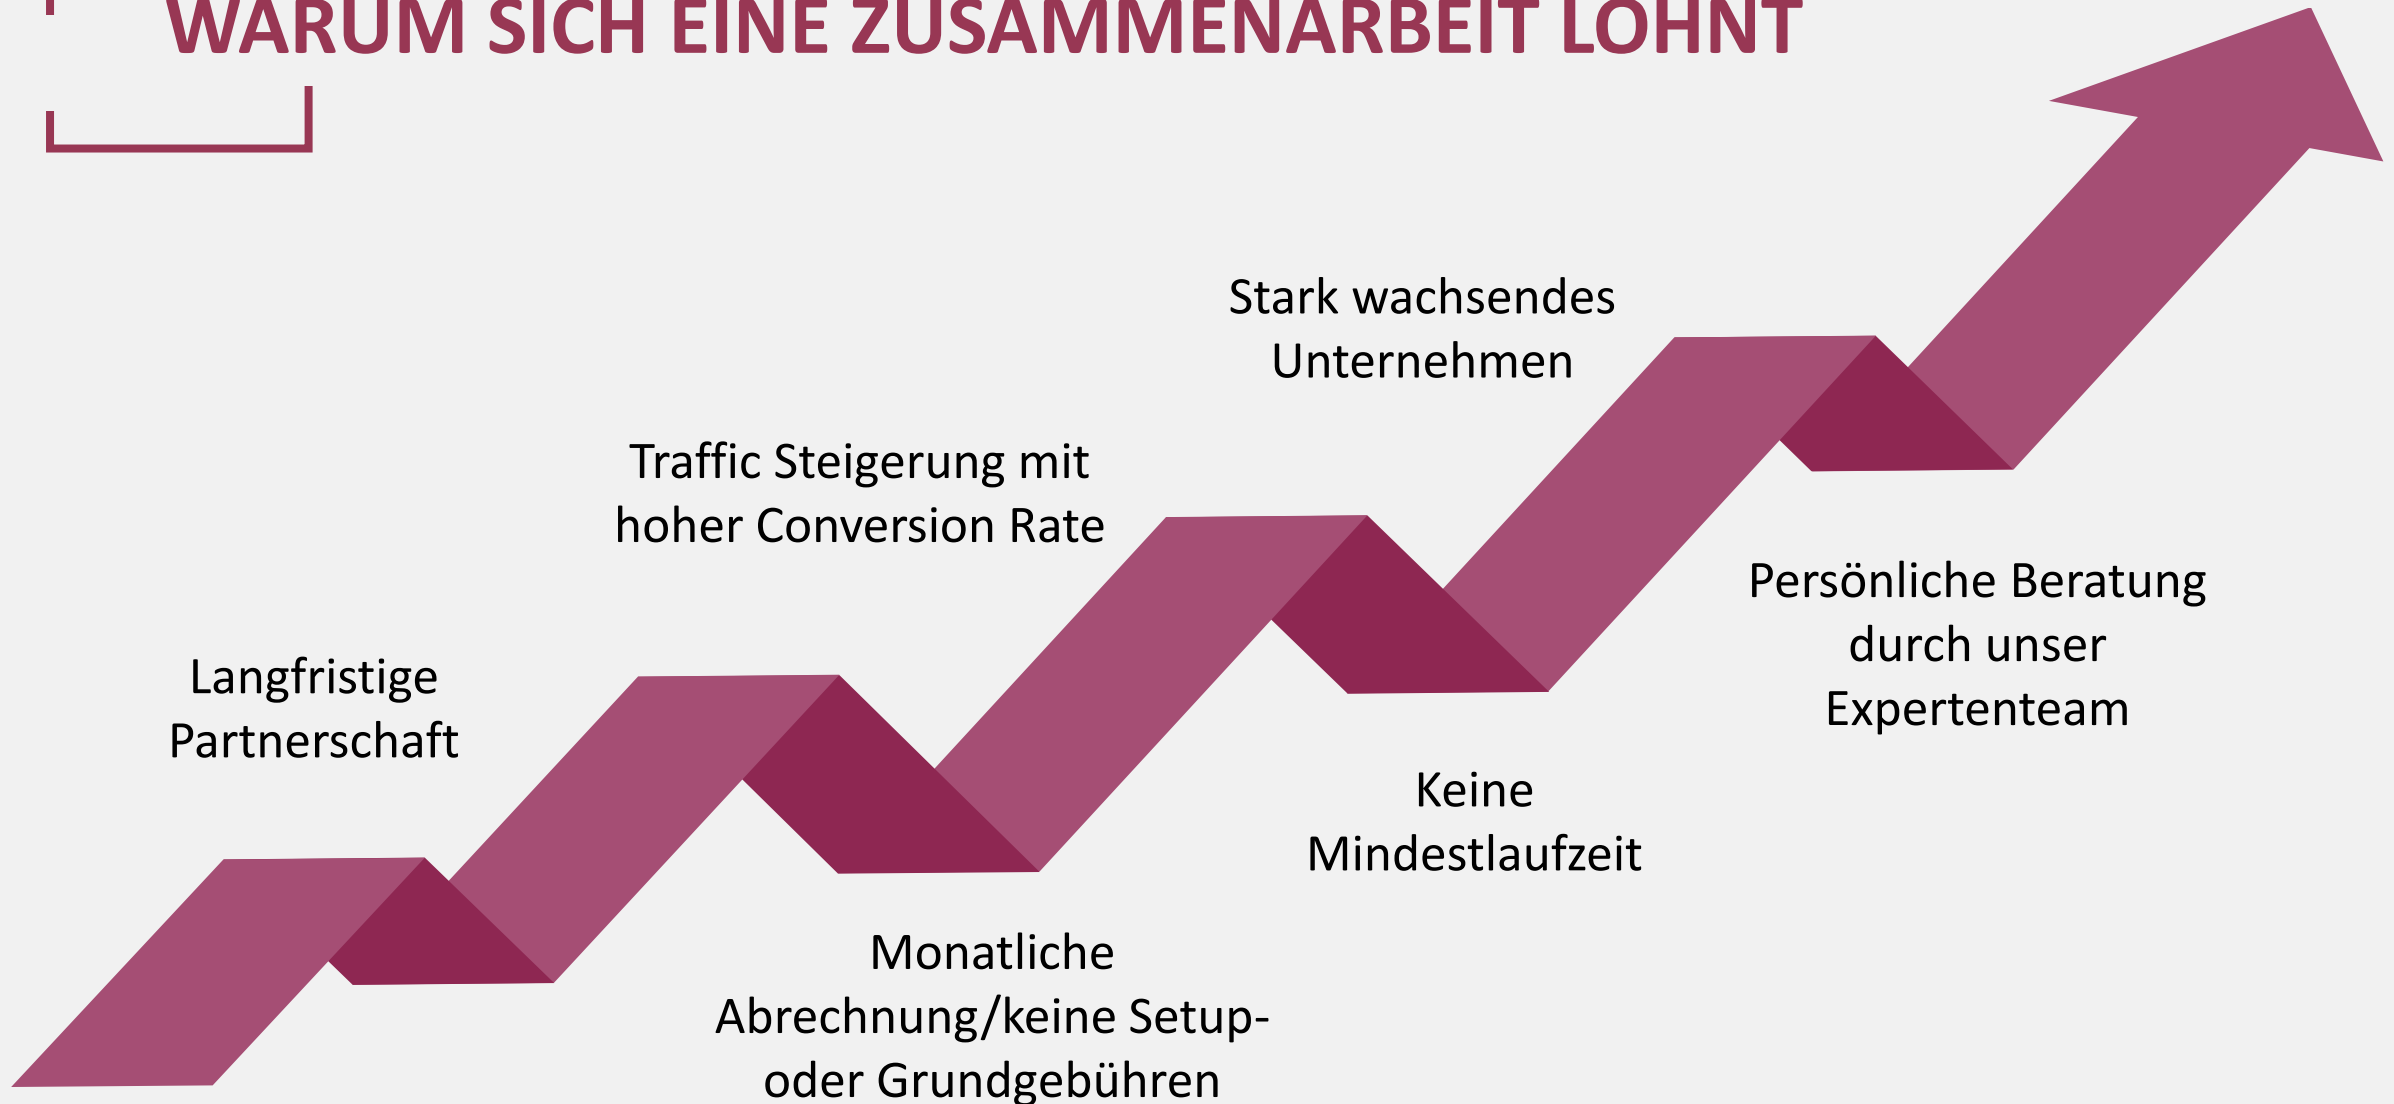 WARUM SICH EINE ZUSAMMENARBEIT LOHNT
Langfristige
Partnerschaft
Traffic Steigerung mit
hoher Conversion Rate
Stark wachsendes
Unternehmen
Monatliche
Abrechnung/keine Setup-
oder Grundgebühren
Keine
Mindestlaufzeit
Persönliche Beratung
durch unser
Expertenteam